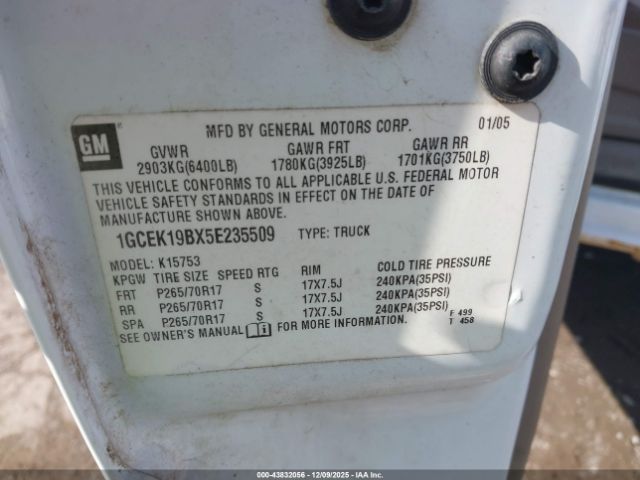 GM
MFD BY GENERAL MOTORS CORP. 01/05
GVWR GAWR FRT GAWR RR
2903KG(6400LB) 1780KG(3925LB) 1701KG(3750LB)
THIS VEHICLE CONFORMS TO ALL APPLICABLE U.S. FEDERAL MOTOR
VEHICLE SAFETY STANDARDS IN EFFECT ON THE DATE OF
MANUFACTURE SHOWN ABOVE.
1GCEK19BX5E235509 TYPE: TRUCK
MODEL: K15753
KPGW TIRE SIZE SPEED RTG RIM COLD TIRE PRESSURE
FRT P265/70R17 S 17X7.5J 240KPA(35PSI)
RR P265/70R17 S 17X7.5J 240KPA(35PSI)
SPA P265/70R17 S 17X7.5J 240KPA(35PSI)
SEE OWNER'S MANUAL FOR MORE INFORMATION.
F 499
T 458
000-43832056 - 12/09/2025 - IAAI.COM